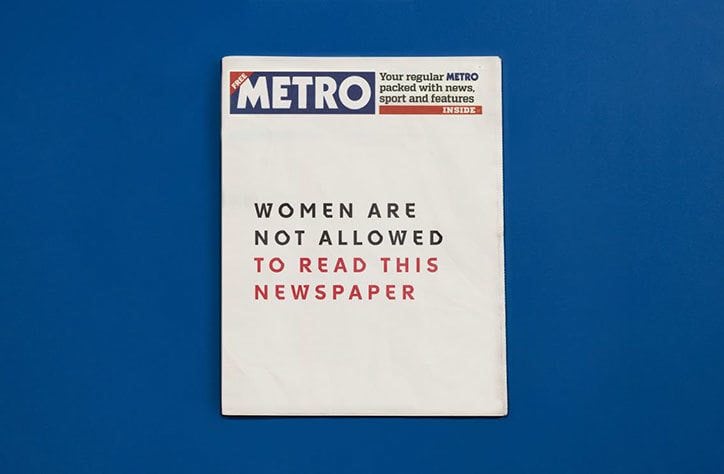 FREE
METRO
Your regular METRO
packed with news,
sport and features
INSIDE
WOMEN ARE
NOT ALLOWED
TO READ THIS
NEWSPAPER